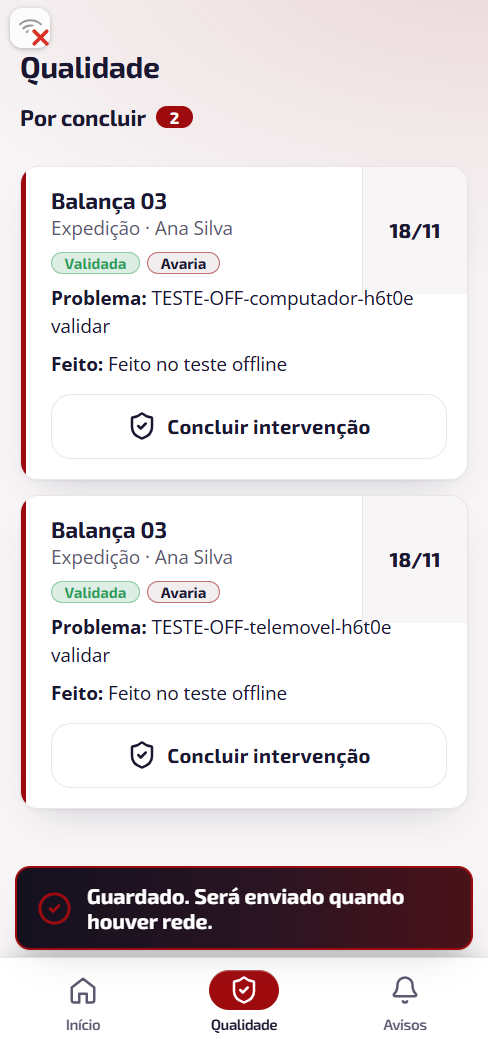 Qualidade
Por concluir 2
Balança 03
Expedição · Ana Silva
18/11
Validada Avaria
Problema: TESTE-OFF-computador-h6t0e
validar
Feito: Feito no teste offline
Concluir intervenção
Balança 03
Expedição · Ana Silva
18/11
Validada Avaria
Problema: TESTE-OFF-telemovel-h6t0e
validar
Feito: Feito no teste offline
Concluir intervenção
Guardado. Será enviado quando
houver rede.
Início Qualidade Avisos